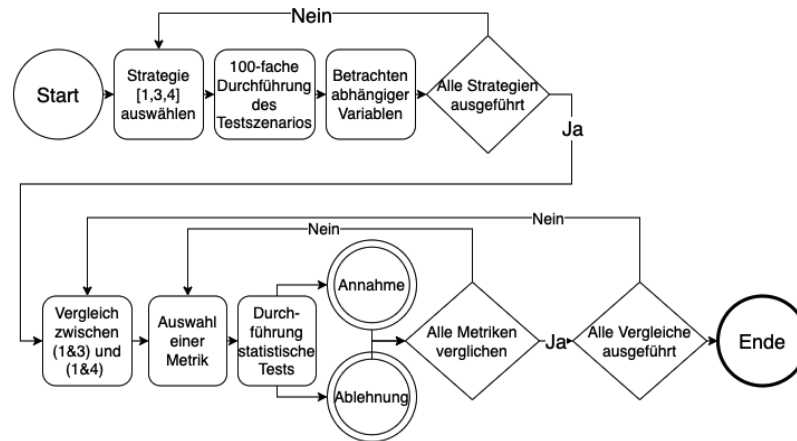 Nein
Start
Strategie
[1,3,4]
auswählen
100-fache
Durchführung
des
Testszenarios
Betrachten
abhängiger
Variablen
Alle Strategien
ausgeführt
Ja
Nein
Nein
Vergleich
zwischen
(1&3) und
(1&4)
Auswahl
einer
Metrik
Durch-
führung
statistische
Tests
Annahme
Ablehnung
Alle Metriken
verglichen
Ja
Alle Vergleiche
ausgeführt
Ende